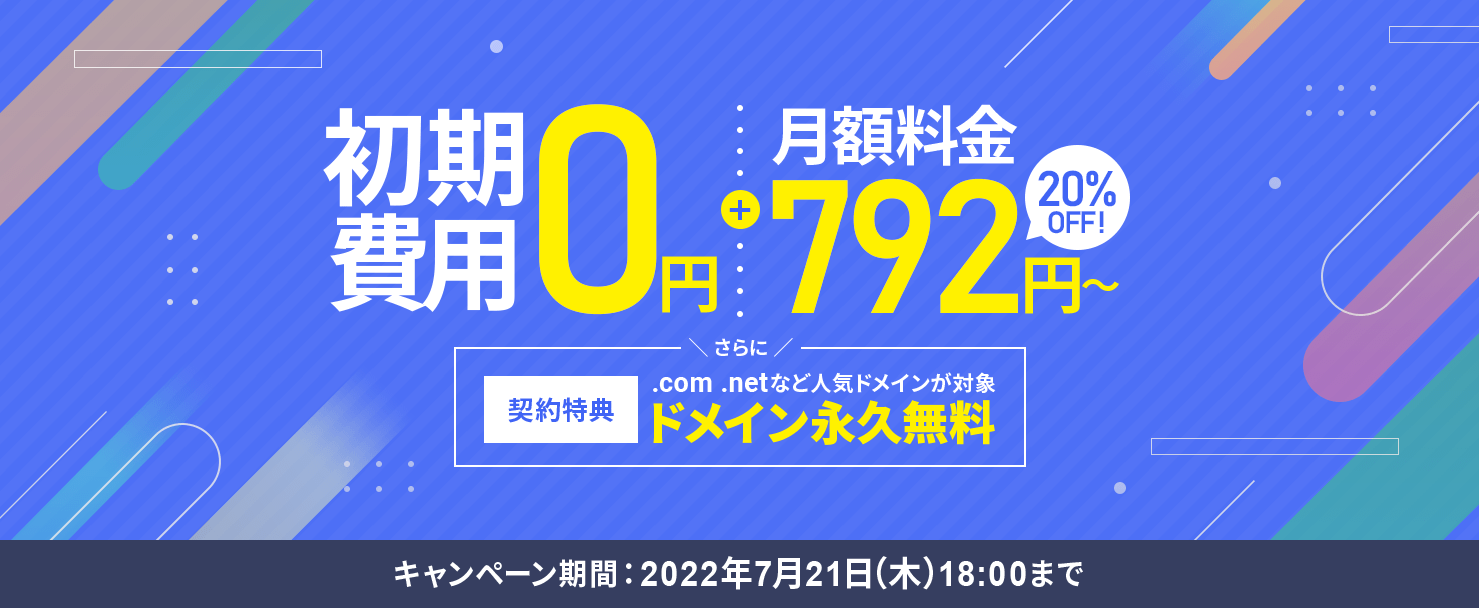 初期
費用
0円
+
月額料金
792円〜
20%
OFF!
＼ さらに ／
契約特典
.com .netなど人気ドメインが対象
ドメイン永久無料
キャンペーン期間：2022年7月21日（木）18:00まで